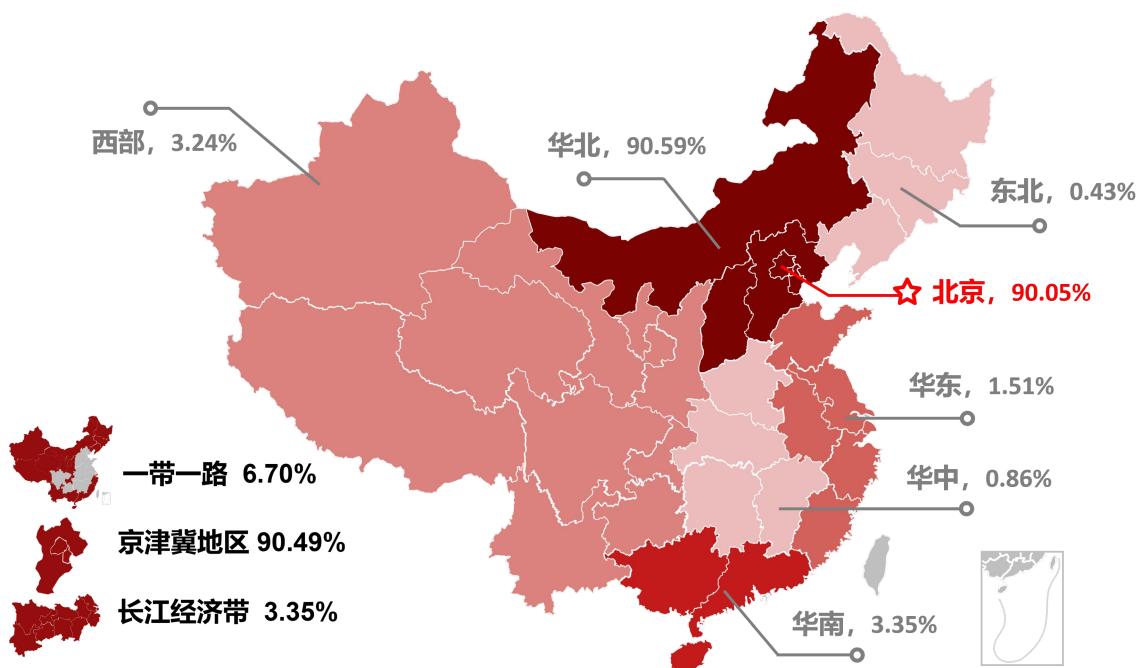 西部，3.24%
华北，90.59%
东北，0.43%
北京，90.05%
华东，1.51%
华中，0.86%
华南，3.35%
一带一路 6.70%
京津冀地区 90.49%
长江经济带 3.35%